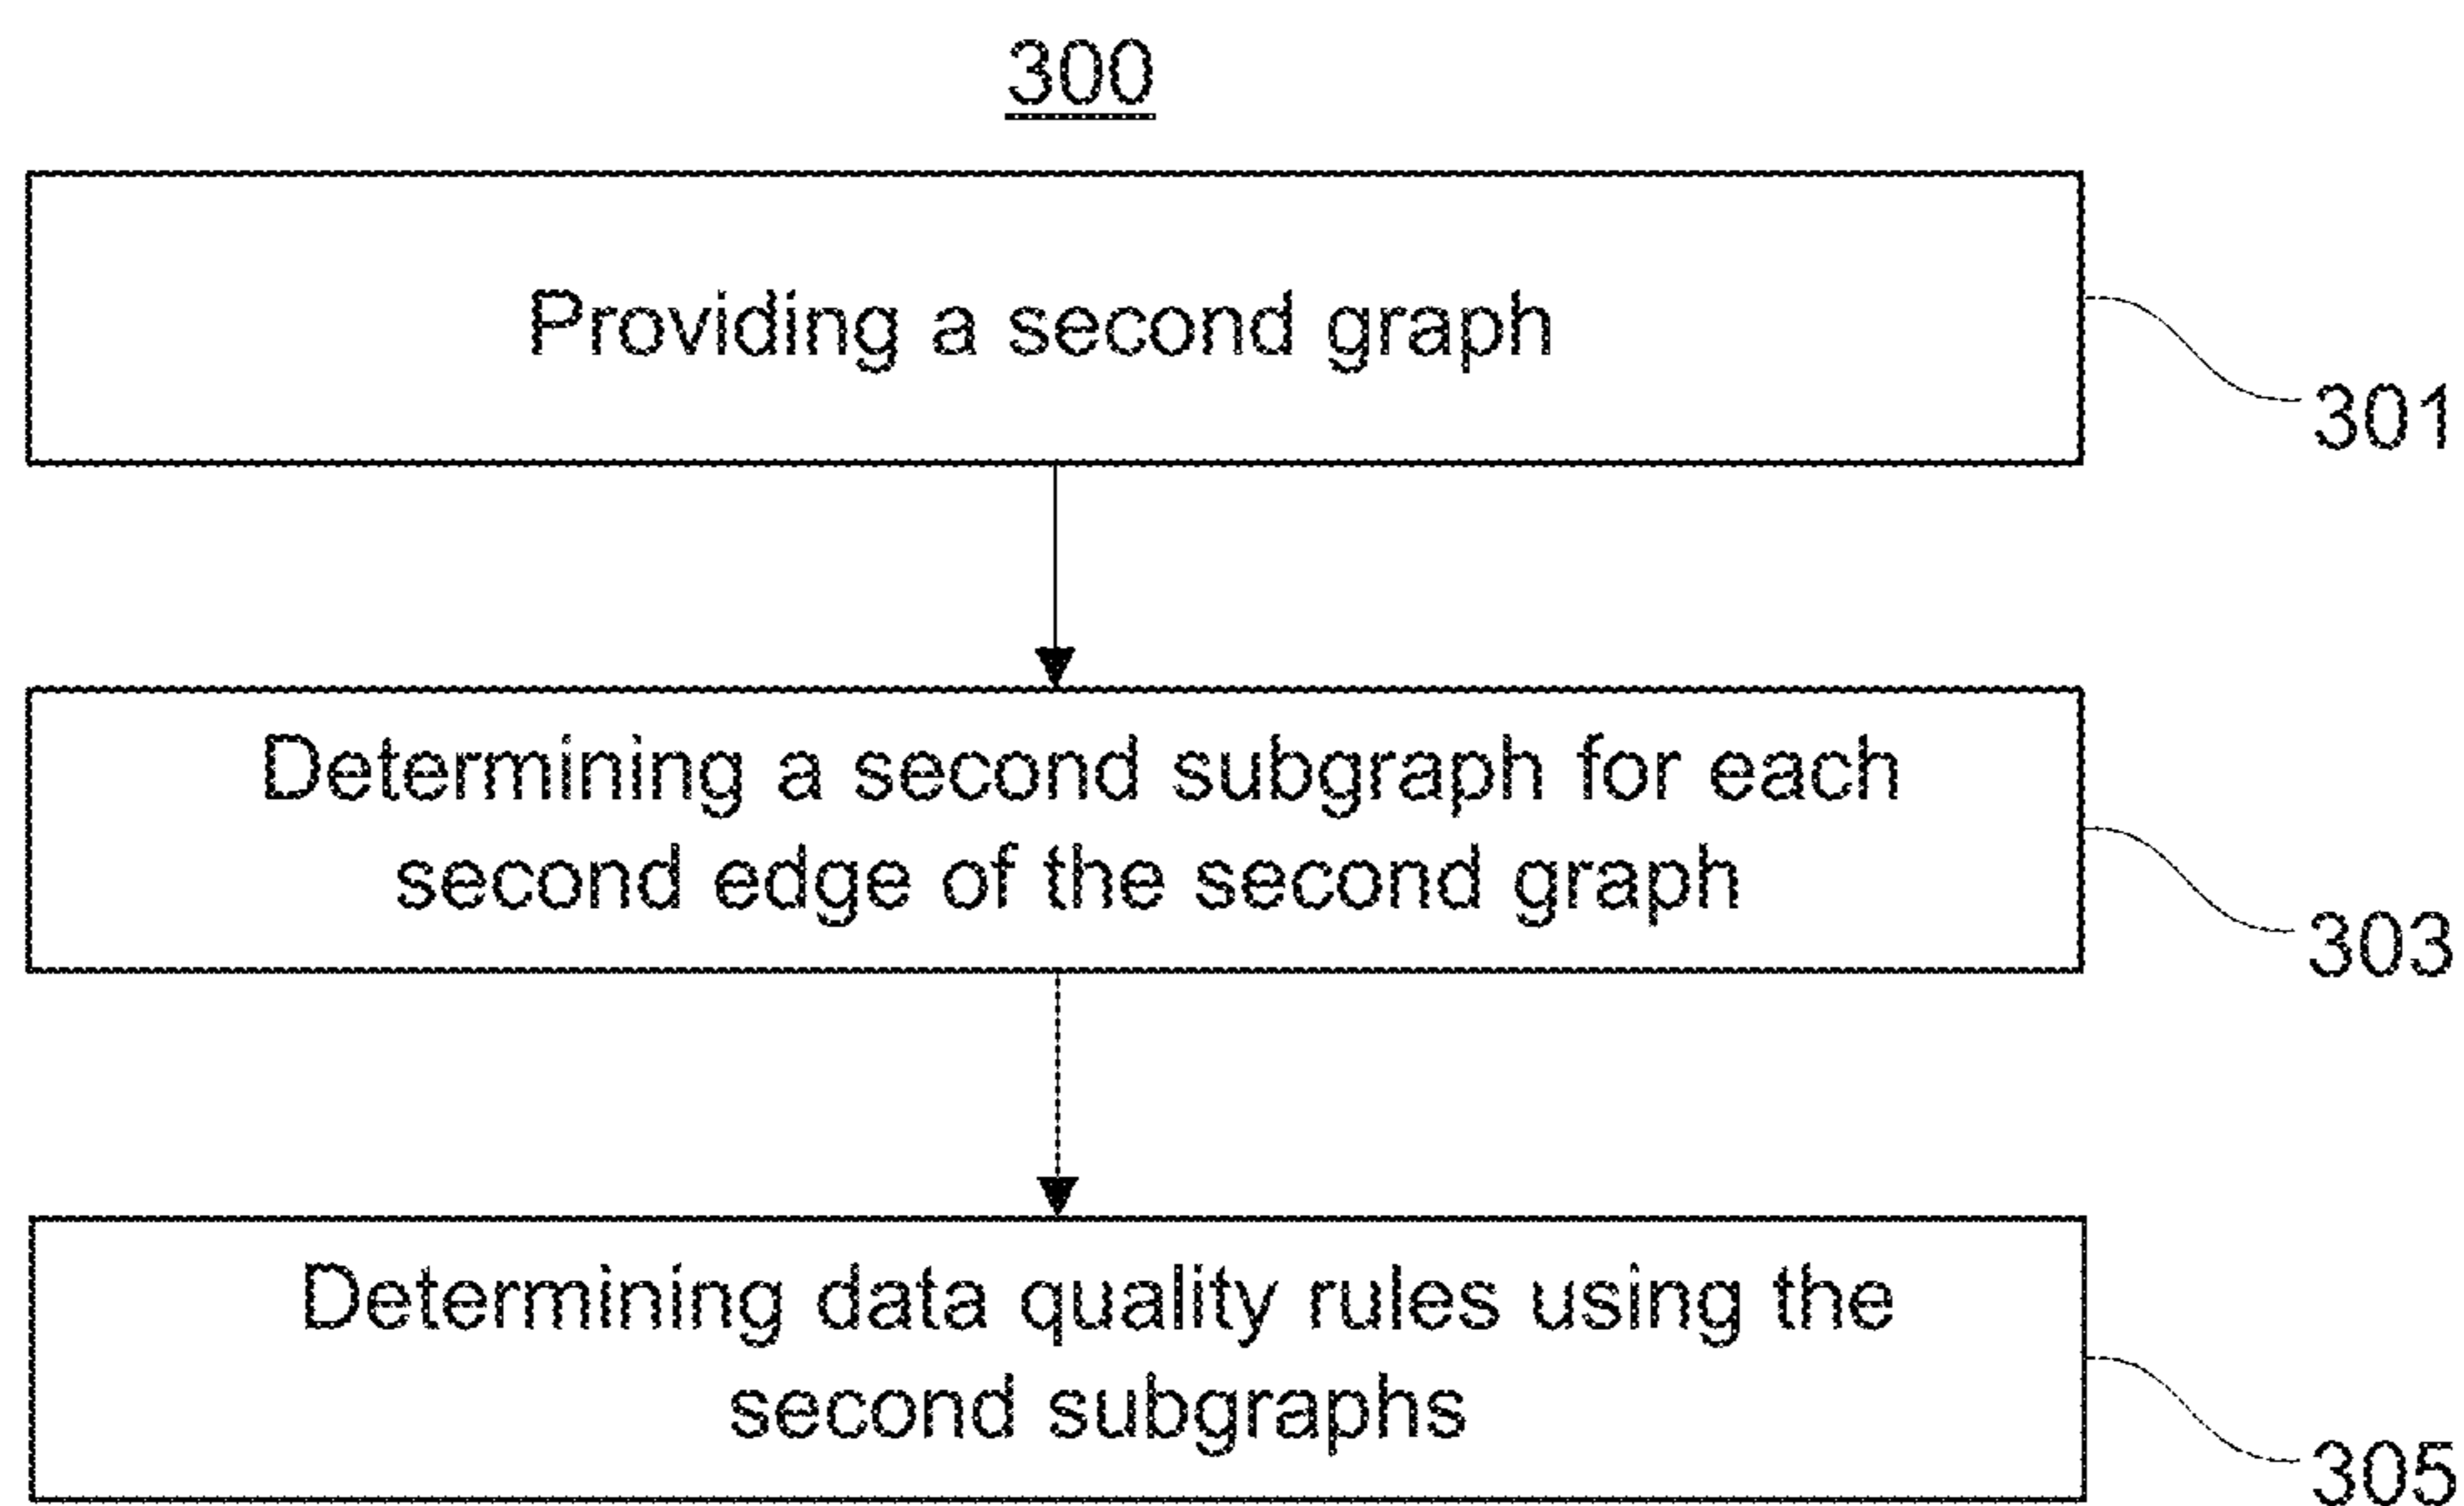 300
Providing a second graph
301
Determining a second subgraph for each
second edge of the second graph
303
Determining data quality rules using the
second subgraphs
305